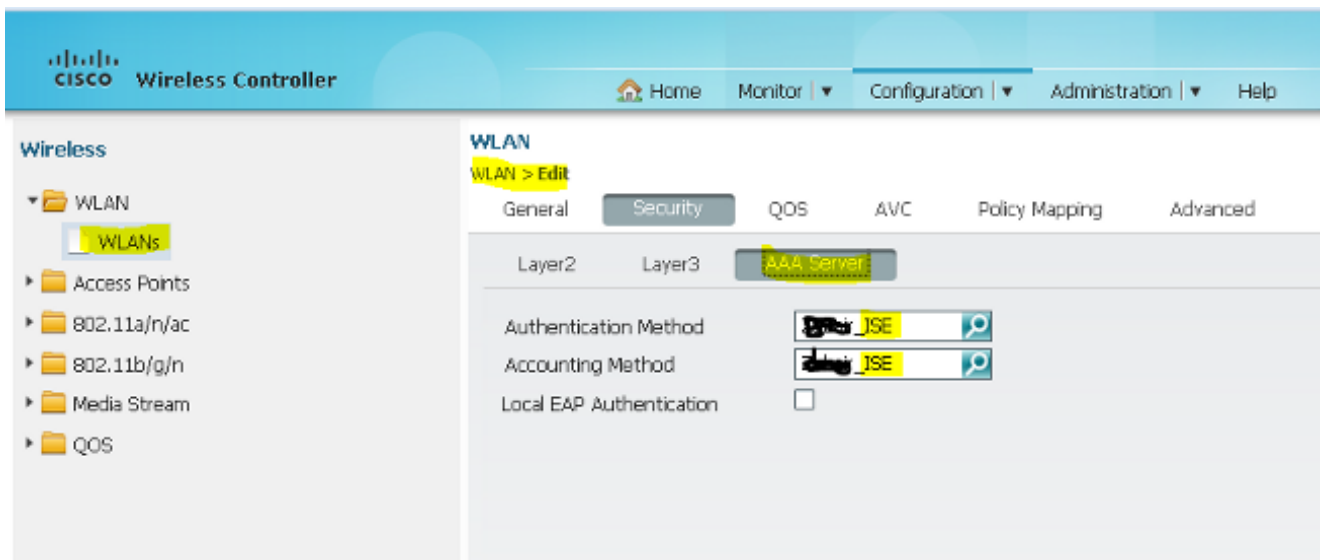 CISCO Wireless Controller
Home Monitor Configuration Administration Help
Wireless
WLAN
WLANs
Access Points
802.11a/n/ac
802.11b/g/n
Media Stream
QOS
WLAN
WLAN > Edit
General Security QOS AVC Policy Mapping Advanced
Layer2 Layer3 AAA Server
Authentication Method _ISE
Accounting Method _ISE
Local EAP Authentication